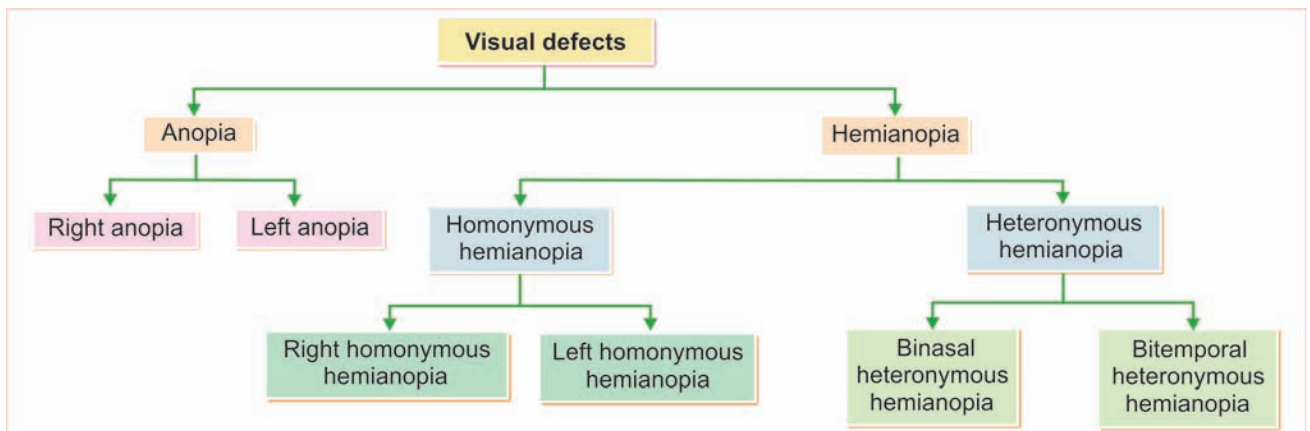 Visual defects
Anopia
Hemianopia
Right anopia
Left anopia
Homonymous
hemianopia
Heteronymous
hemianopia
Right homonymous
hemianopia
Left homonymous
hemianopia
Binasal
heteronymous
hemianopia
Bitemporal
heteronymous
hemianopia